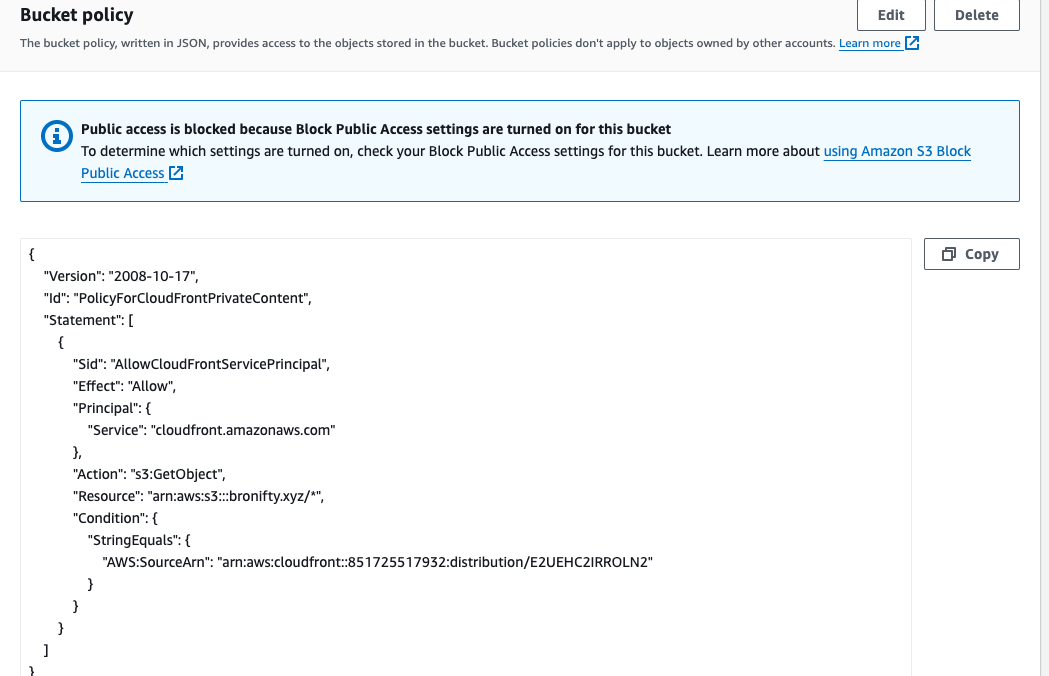 Bucket policy
Edit
Delete
The bucket policy, written in JSON, provides access to the objects stored in the bucket. Bucket policies don't apply to objects owned by other accounts. Learn more
Public access is blocked because Block Public Access settings are turned on for this bucket
To determine which settings are turned on, check your Block Public Access settings for this bucket. Learn more about using Amazon S3 Block
Public Access
Copy
{
    "Version": "2008-10-17",
    "Id": "PolicyForCloudFrontPrivateContent",
    "Statement": [
        {
            "Sid": "AllowCloudFrontServicePrincipal",
            "Effect": "Allow",
            "Principal": {
                "Service": "cloudfront.amazonaws.com"
            },
            "Action": "s3:GetObject",
            "Resource": "arn:aws:s3:::bronifty.xyz/*",
            "Condition": {
                "StringEquals": {
                    "AWS:SourceArn": "arn:aws:cloudfront::851725517932:distribution/E2UEHC2IRROLN2"
                }
            }
        }
    ]
}